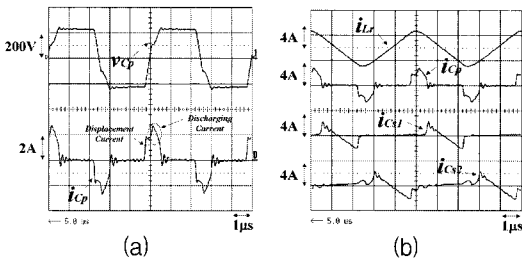 200V
VCp
Displacement
Current
Discharging
Current
2A
iCp
← 5.0 us
1µs
(a)
4A
iLr
4A
iCp
4A
iCs1
4A
iCs2
← 5.0 us
1µs
(b)